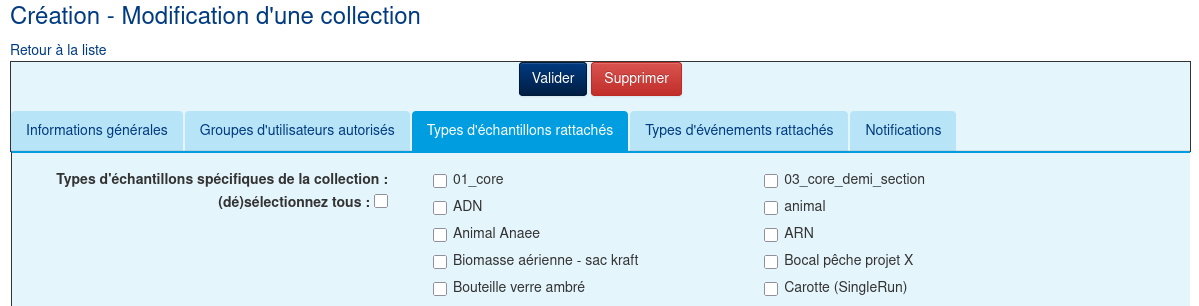 Création - Modification d'une collection
Retour à la liste
Valider Supprimer
Informations générales Groupes d'utilisateurs autorisés Types d'échantillons rattachés Types d'événements rattachés Notifications
Types d'échantillons spécifiques de la collection : 01_core 03_core_demi_section
(dé)sélectionnez tous : ADN animal
Animal Anaee ARN
Biomasse aérienne - sac kraft Bocal pêche projet X
Bouteille verre ambré Carotte (SingleRun)